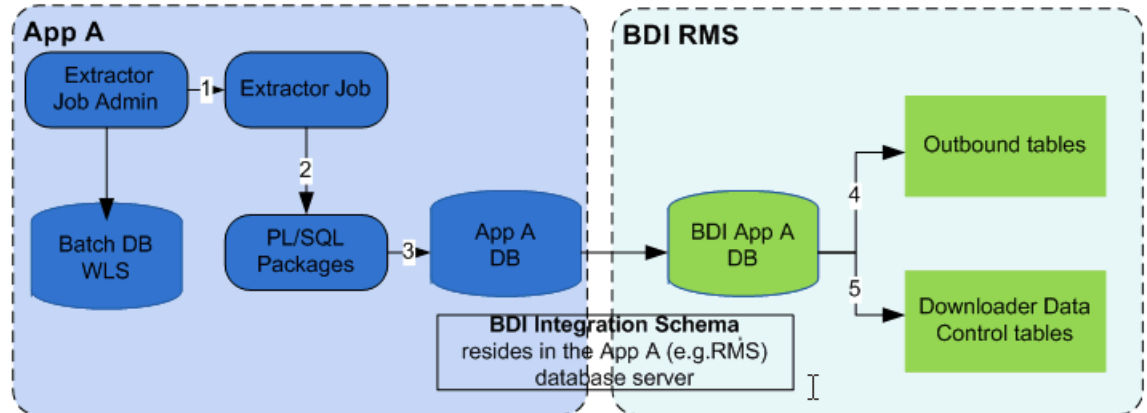 App A
Extractor
Job Admin
1
Extractor Job
2
Batch DB
WLS
PL/SQL
Packages
3
App A
DB
BDI RMS
BDI App A
DB
4
Outbound tables
5
Downloader Data
Control tables
BDI Integration Schema
resides in the App A (e.g.RMS)
database server